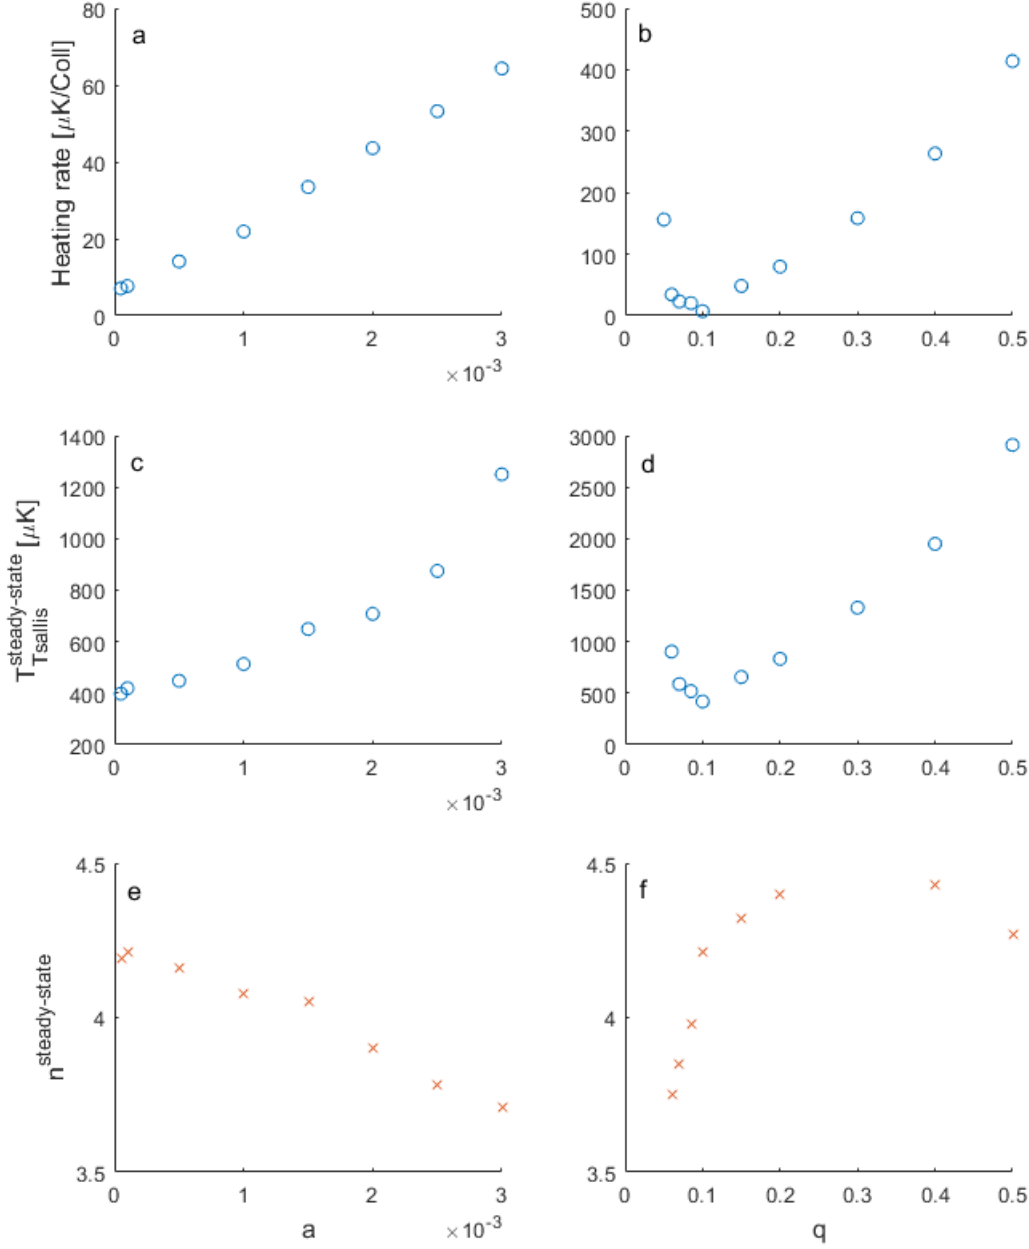 a
Heating rate [μK/Coll]
80
60
40
20
0
0 1 2 3
×10⁻³
b
500
400
300
200
100
0
0 0.1 0.2 0.3 0.4 0.5
c
T_Tsallis^steady-state [μK]
1400
1200
1000
800
600
400
200
0 1 2 3
×10⁻³
d
3000
2500
2000
1500
1000
500
0
0 0.1 0.2 0.3 0.4 0.5
e
n^steady-state
4.5
4
3.5
0 1 2 3
×10⁻³
a
f
4.5
4
3.5
0 0.1 0.2 0.3 0.4 0.5
q